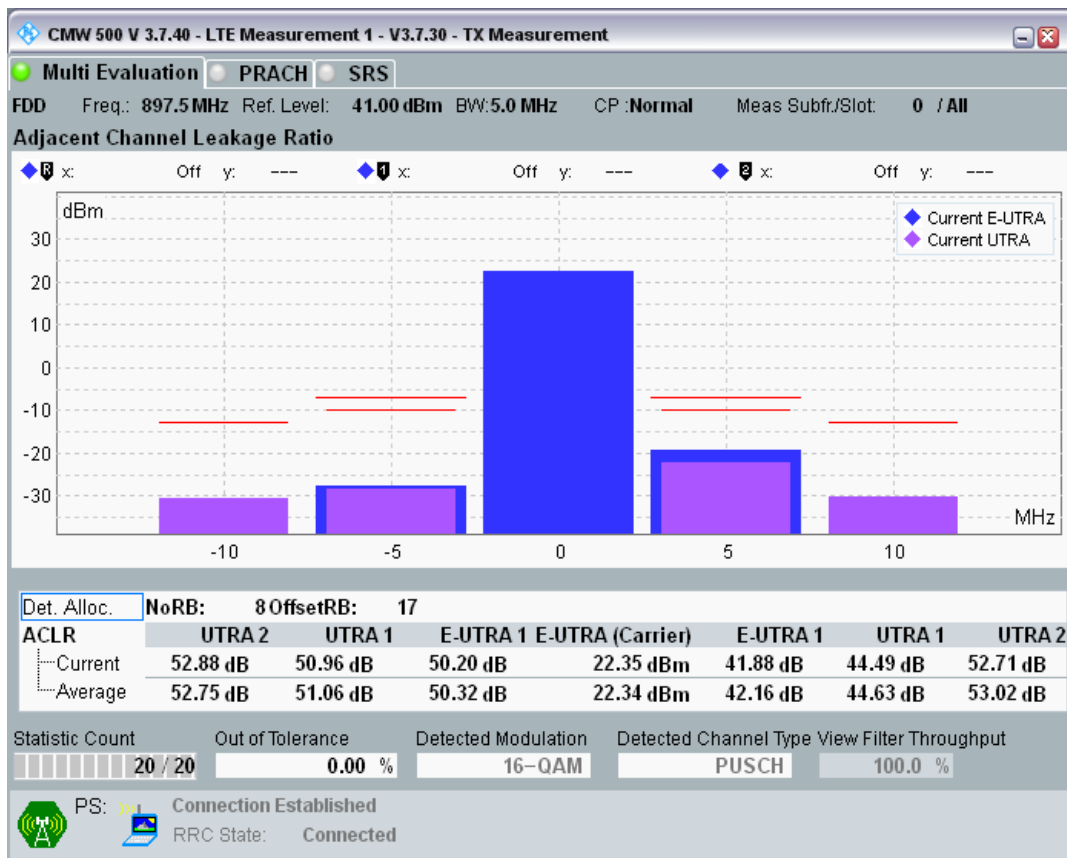 CMW 500 V 3.7.40 - LTE Measurement 1 - V3.7.30 - TX Measurement
Multi Evaluation PRACH SRS
FDD Freq.: 897.5 MHz Ref. Level: 41.00 dBm BW:5.0 MHz CP :Normal Meas Subfr./Slot: 0 / All
Adjacent Channel Leakage Ratio
R x: Off y: --- 1 x: Off y: --- 2 x: Off y: ---
dBm
Current E-UTRA
Current UTRA
30
20
10
0
-10
-20
-30
MHz
-10 -5 0 5 10
Det. Alloc. NoRB: 8 OffsetRB: 17
ACLR UTRA 2 UTRA 1 E-UTRA 1 E-UTRA (Carrier) E-UTRA 1 UTRA 1 UTRA 2
Current 52.88 dB 50.96 dB 50.20 dB 22.35 dBm 41.88 dB 44.49 dB 52.71 dB
Average 52.75 dB 51.06 dB 50.32 dB 22.34 dBm 42.16 dB 44.63 dB 53.02 dB
Statistic Count Out of Tolerance Detected Modulation Detected Channel Type View Filter Throughput
20 / 20 0.00 % 16-QAM PUSCH 100.0 %
PS: Connection Established
RRC State: Connected